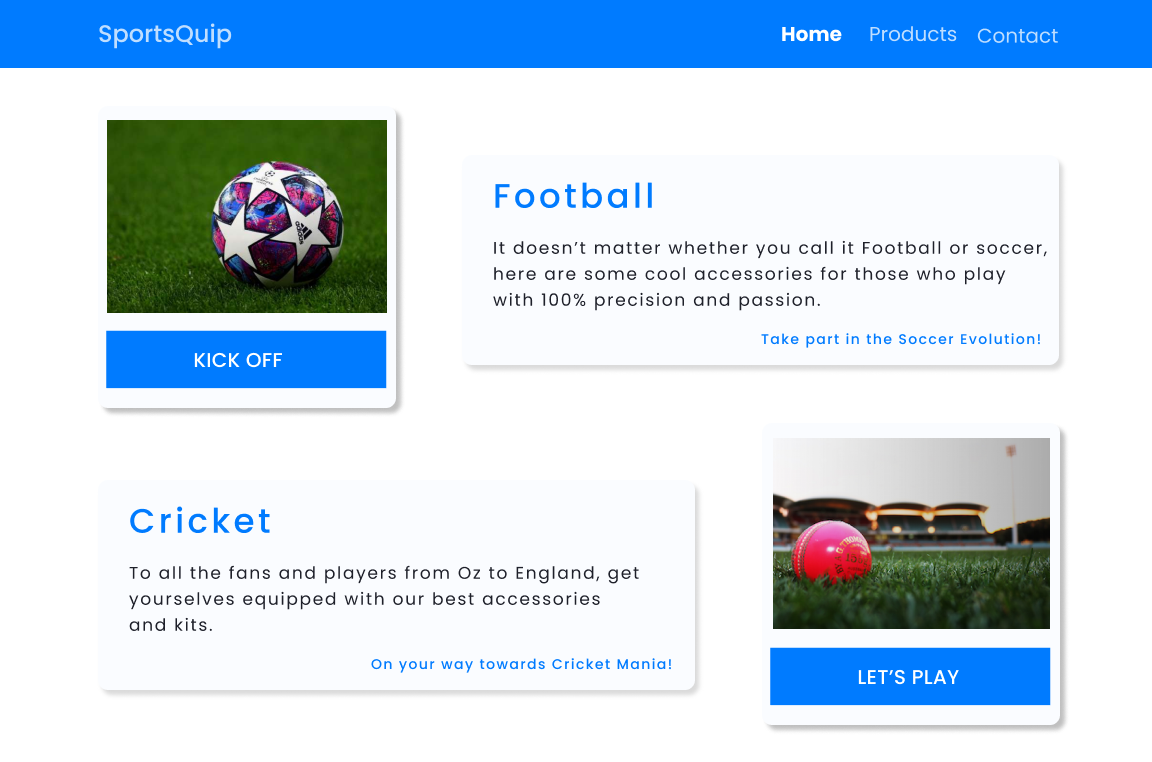 SportsQuip
Home Products Contact
adidas
KICK OFF
Football
It doesn’t matter whether you call it Football or soccer,
here are some cool accessories for those who play
with 100% precision and passion.
Take part in the Soccer Evolution!
Cricket
To all the fans and players from Oz to England, get
yourselves equipped with our best accessories
and kits.
On your way towards Cricket Mania!
LET’S PLAY